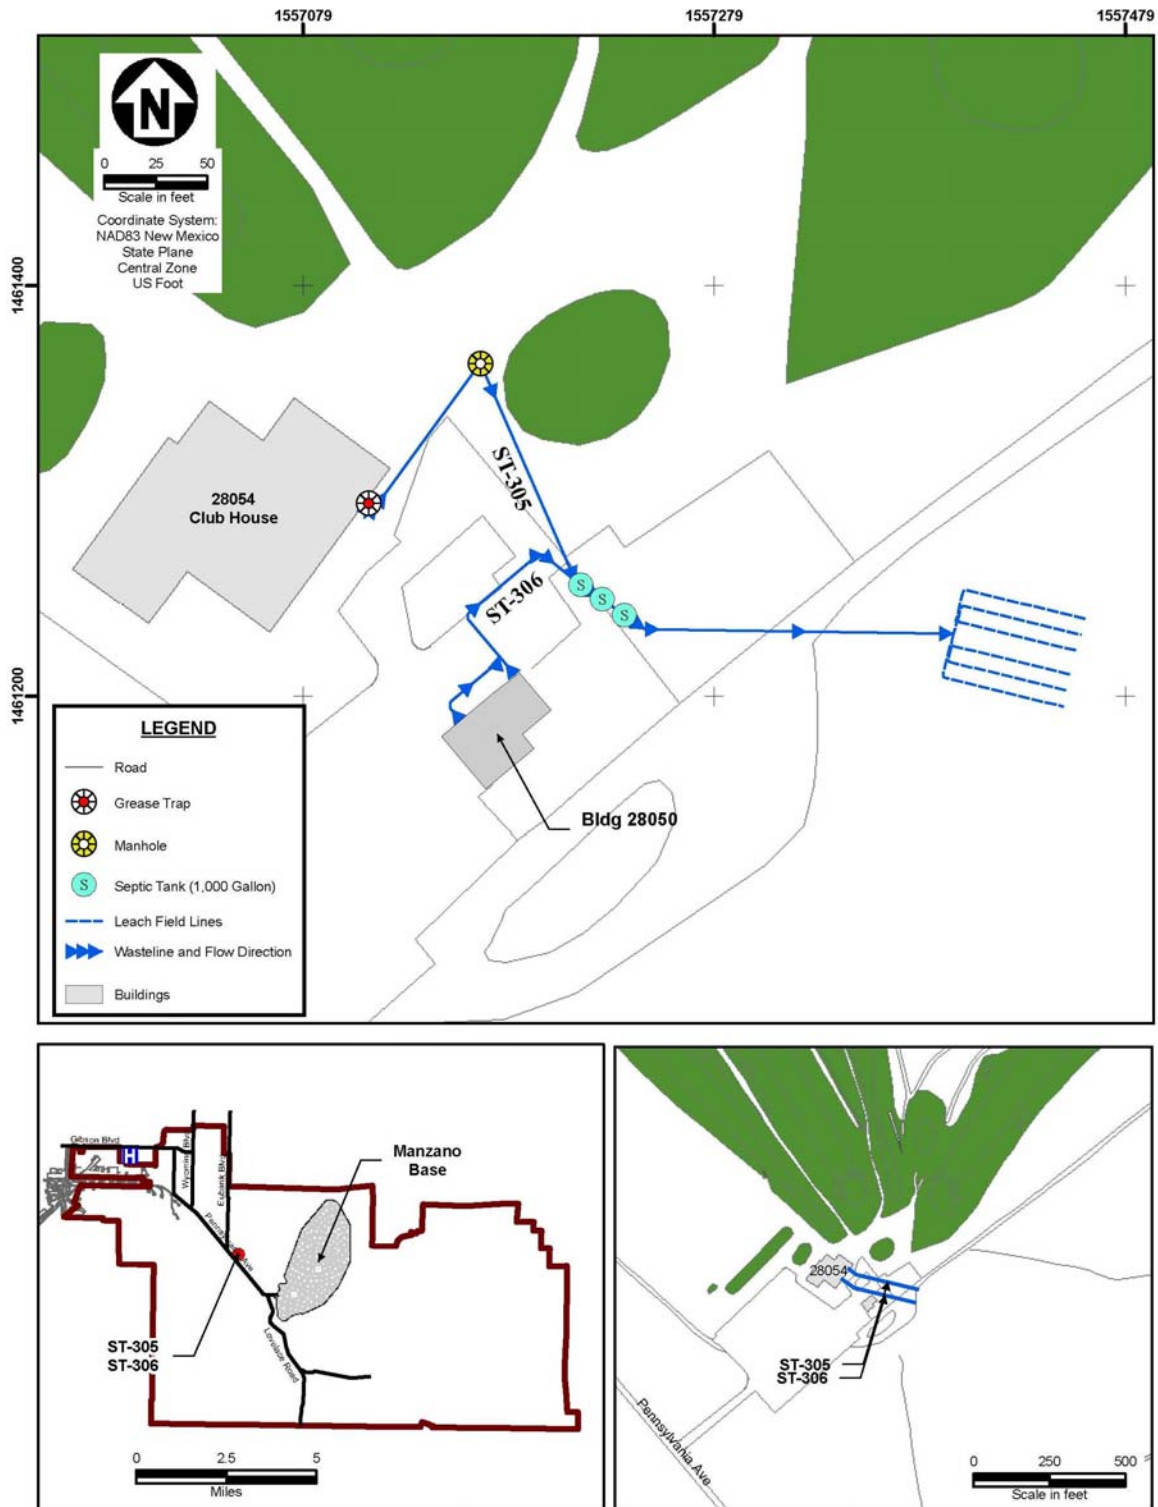 1557079
1557279
1557479
N
0 25 50
Scale in feet
Coordinate System:
NAD83 New Mexico
State Plane
Central Zone
US Foot
1461400
ST-305
28054
Club House
S
S
S
ST-306
1461200
Bldg 28050
LEGEND
Road
Grease Trap
Manhole
S
Septic Tank (1,000 Gallon)
Leach Field Lines
Wasteline and Flow Direction
Buildings
Gibson Blvd
H
Wyoming Blvd
Eubank Blvd
Manzano
Base
Pennsylvania Ave
ST-305
ST-306
Lovelace Road
0 2.5 5
Miles
28054
ST-305
ST-306
Pennsylvania Ave
0 250 500
Scale in feet